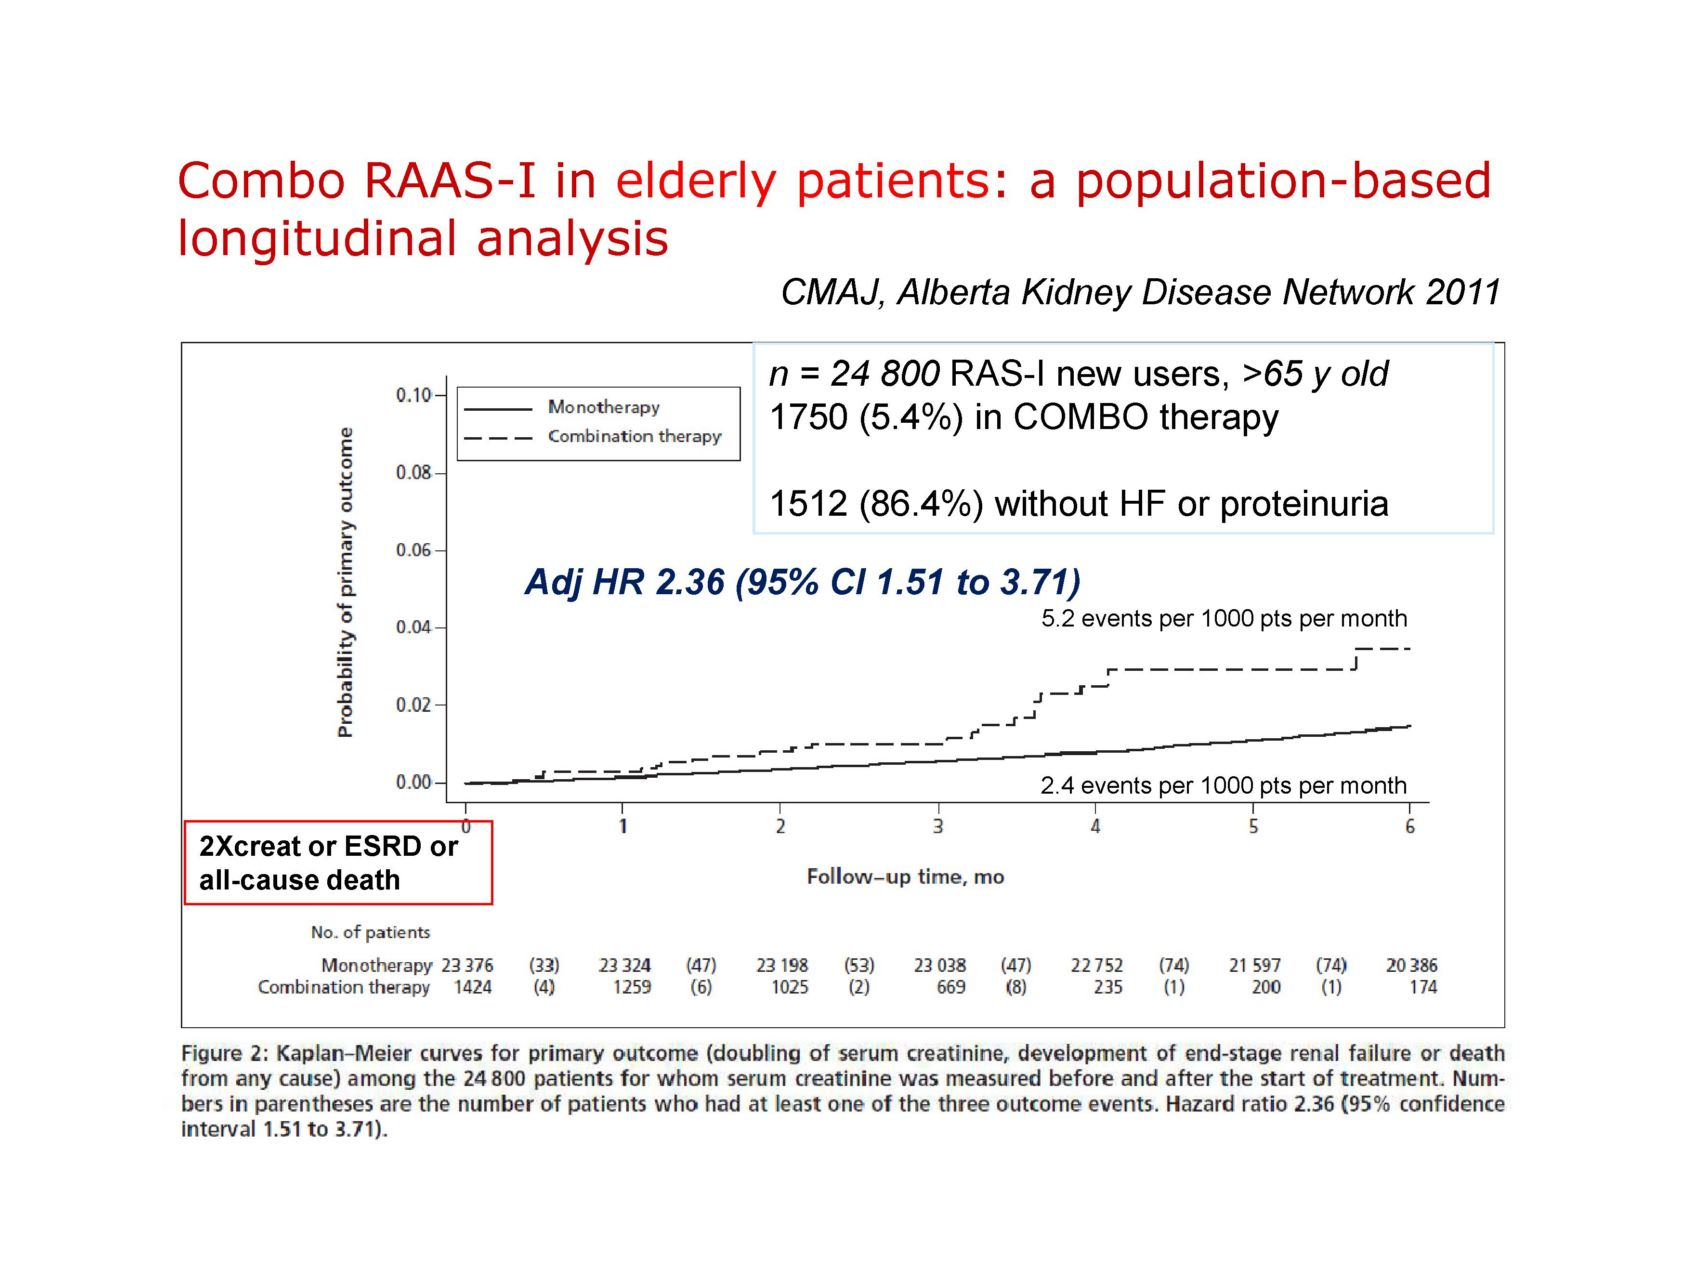 Combo RAAS-I in elderly patients: a population-based
longitudinal analysis
CMAJ, Alberta Kidney Disease Network 2011
n = 24 800 RAS-I new users, >65 y old
1750 (5.4%) in COMBO therapy
1512 (86.4%) without HF or proteinuria
Monotherapy
Combination therapy
Adj HR 2.36 (95% CI 1.51 to 3.71)
5.2 events per 1000 pts per month
2.4 events per 1000 pts per month
Probability of primary outcome
0.10
0.08
0.06
0.04
0.02
0.00
0 1 2 3 4 5 6
Follow-up time, mo
2Xcreat or ESRD or
all-cause death
No. of patients
Monotherapy 23 376 (33) 23 324 (47) 23 198 (53) 23 038 (47) 22 752 (74) 21 597 (74) 20 386
Combination therapy 1424 (4) 1259 (6) 1025 (2) 669 (8) 235 (1) 200 (1) 174
Figure 2: Kaplan–Meier curves for primary outcome (doubling of serum creatinine, development of end-stage renal failure or death
from any cause) among the 24 800 patients for whom serum creatinine was measured before and after the start of treatment. Num-
bers in parentheses are the number of patients who had at least one of the three outcome events. Hazard ratio 2.36 (95% confidence
interval 1.51 to 3.71).